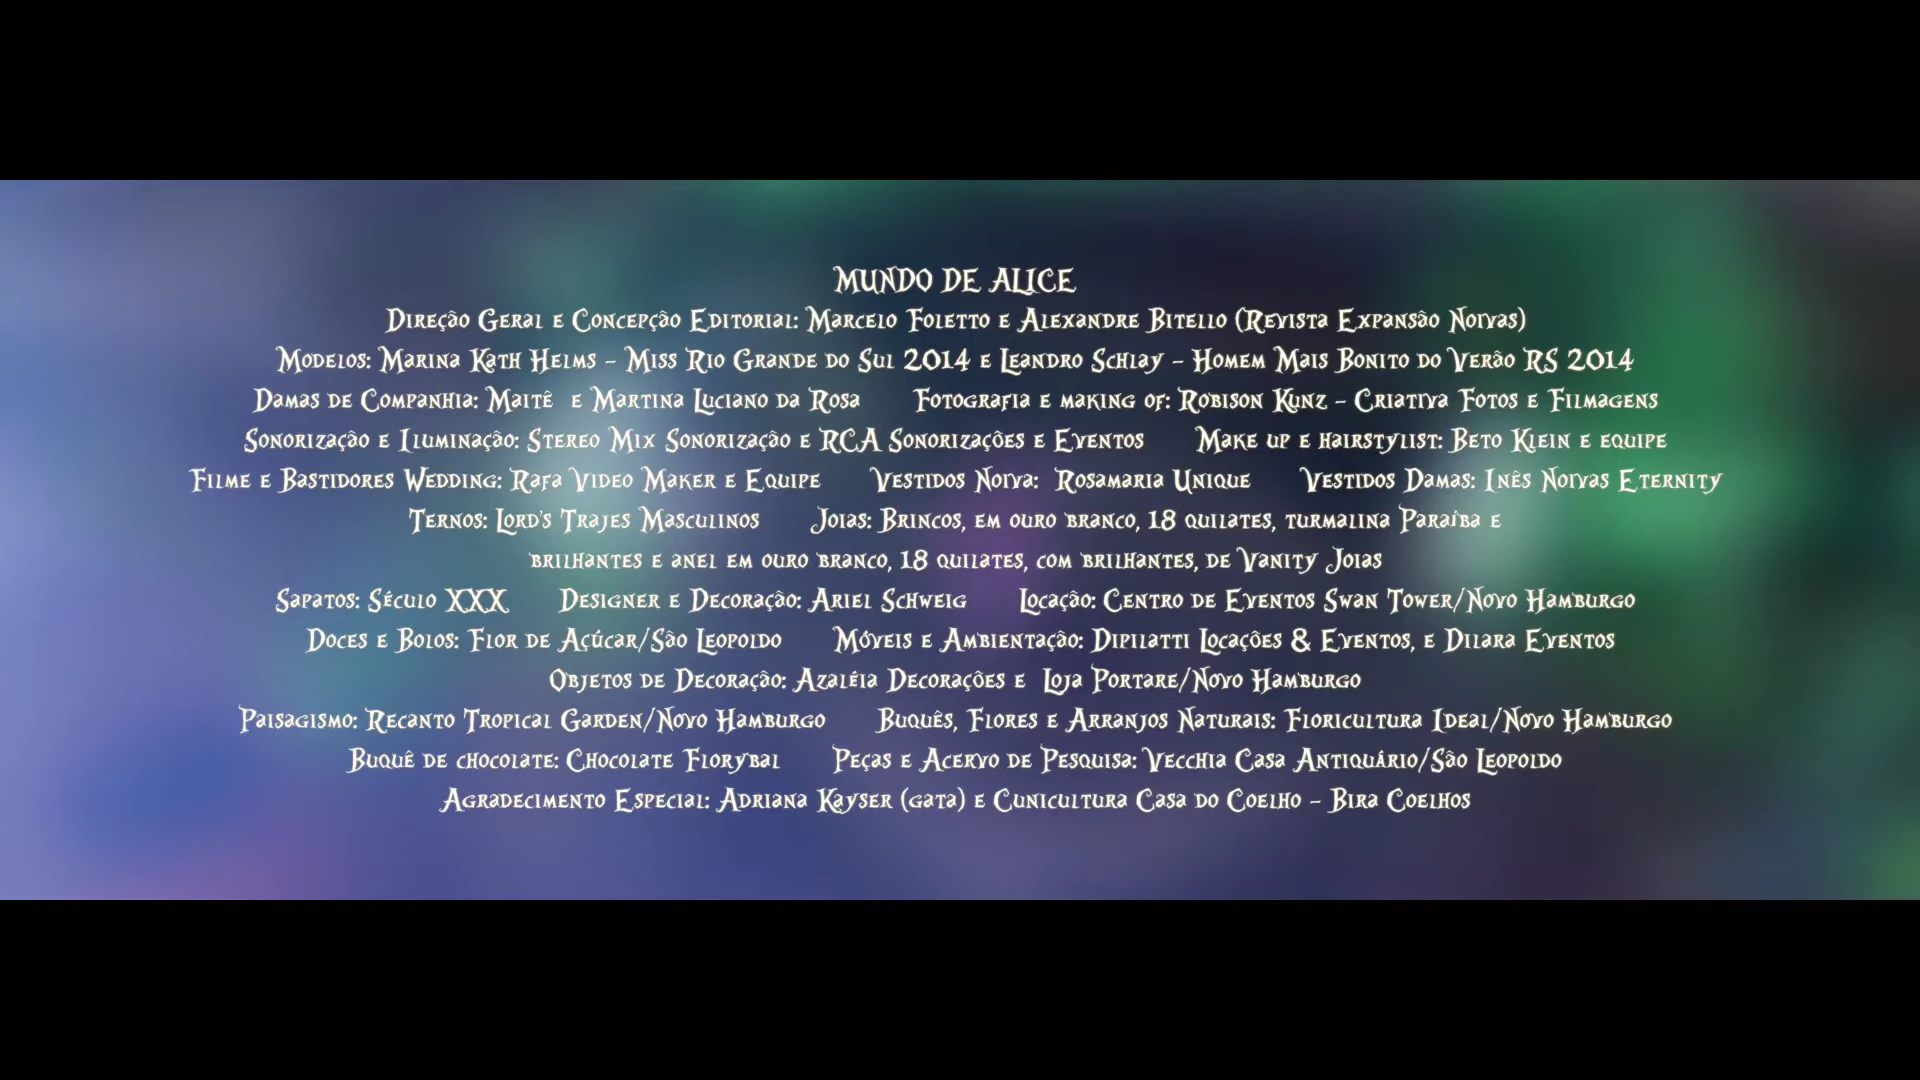 MUNDO DE ALICE
Direção Geral e Concepção Editorial: Marcelo Foletto e Alexandre Bitello (Revista Expansão Noivas)
Modelos: Marina Kath Helms - Miss Rio Grande do Sul 2014 e Leandro Schlay - Homem Mais Bonito do Verão RS 2014
Damas de Companhia: Maitê e Martina Luciano da Rosa Fotografia e making of: Robison Kunz - Criativa Fotos e Filmagens
Sonorização e Iluminação: Stereo Mix Sonorização e RCA Sonorizações e Eventos Make up e hairstylist: Beto Klein e equipe
Filme e Bastidores Wedding: Rafa Video Maker e Equipe Vestidos Noiva: Rosamaria Unique Vestidos Damas: Inês Noivas Eternity
Ternos: Lord's Trajes Masculinos Joias: Brincos, em ouro branco, 18 quilates, turmalina Paraíba e
brilhantes e anel em ouro branco, 18 quilates, com brilhantes, de Vanity Joias
Sapatos: Século XXX Designer e Decoração: Ariel Schweig Locação: Centro de Eventos Swan Tower/Novo Hamburgo
Doces e Bolos: Flor de Açúcar/São Leopoldo Móveis e Ambientação: Dipilatti Locações & Eventos, e Dilara Eventos
Objetos de Decoração: Azaléia Decorações e Loja Portare/Novo Hamburgo
Paisagismo: Recanto Tropical Garden/Novo Hamburgo Buquês, Flores e Arranjos Naturais: Floricultura Ideal/Novo Hamburgo
Buquê de chocolate: Chocolate Florybal Peças e Acervo de Pesquisa: Vecchia Casa Antiquário/São Leopoldo
Agradecimento Especial: Adriana Kayser (gata) e Cunicultura Casa do Coelho - Bira Coelhos